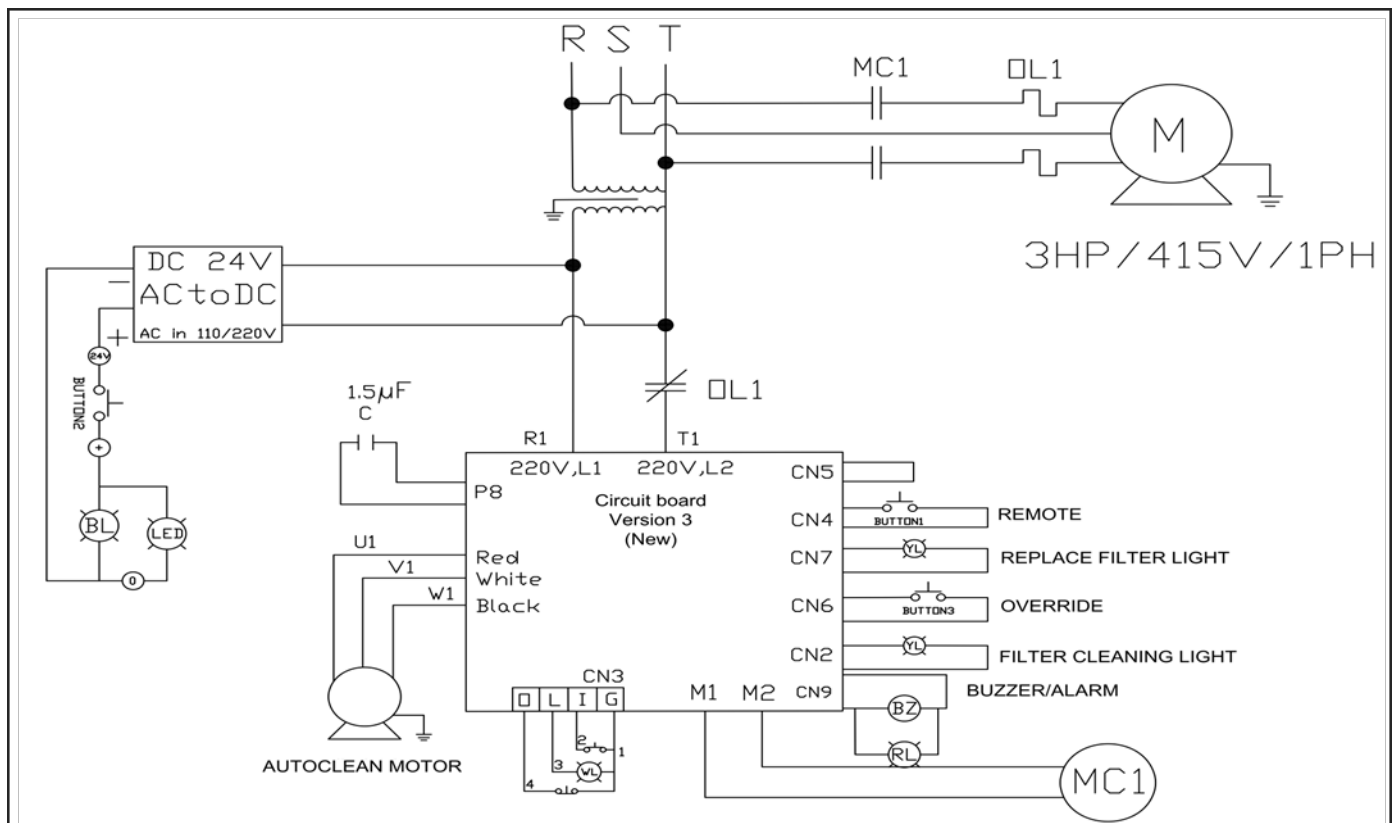 R S T
MC1
OL1
M
3HP/415V/1PH
DC 24V
−
ACtoDC
+
AC in 110/220V
24V
BUTTON2
+
BL
LED
0
1.5µF
C
OL1
R1
T1
220V,L1
220V,L2
P8
Circuit board
Version 3
(New)
CN5
CN4
BUTTON1
REMOTE
CN7
YL
REPLACE FILTER LIGHT
CN6
BUTTON3
OVERRIDE
CN2
YL
FILTER CLEANING LIGHT
CN9
BUZZER/ALARM
BZ
RL
U1
Red
V1
White
W1
Black
AUTOCLEAN MOTOR
CN3
O L I G
2
1
3
WL
4
M1
M2
MC1